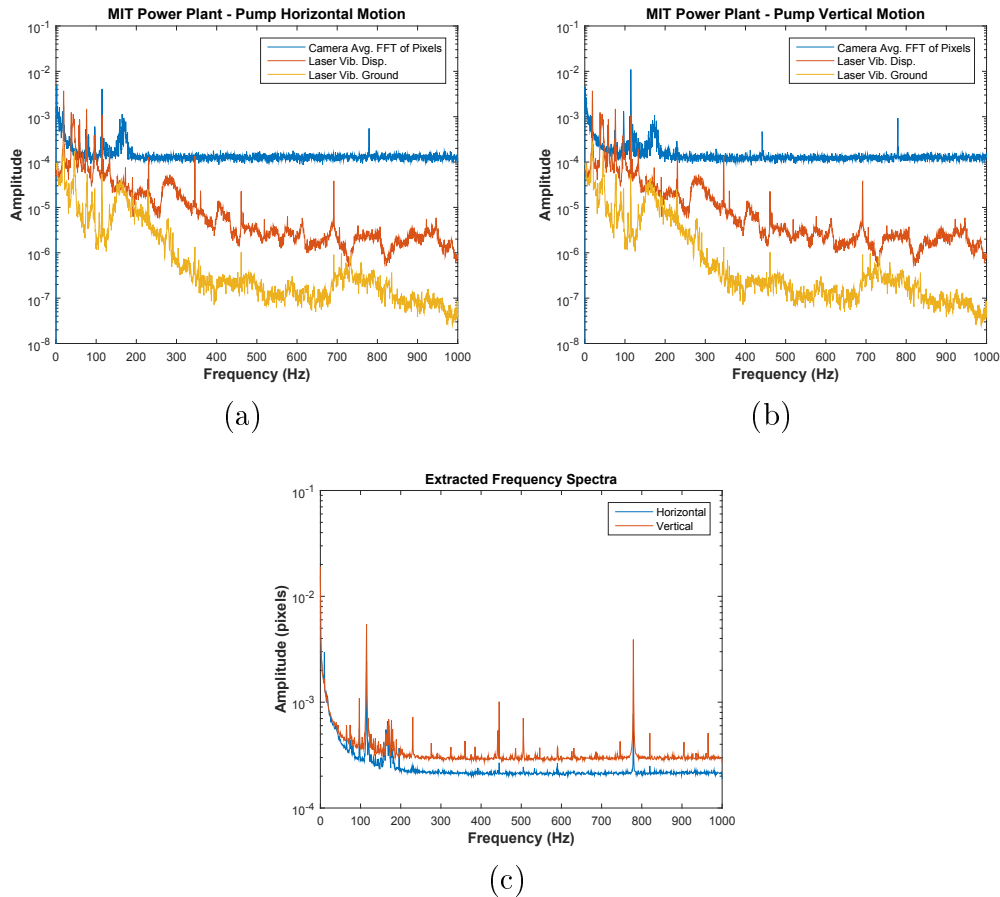 MIT Power Plant - Pump Horizontal Motion
Camera Avg. FFT of Pixels
Laser Vib. Disp.
Laser Vib. Ground
Amplitude
10^-1
10^-2
10^-3
10^-4
10^-5
10^-6
10^-7
10^-8
0 100 200 300 400 500 600 700 800 900 1000
Frequency (Hz)
(a)
MIT Power Plant - Pump Vertical Motion
Camera Avg. FFT of Pixels
Laser Vib. Disp.
Laser Vib. Ground
Amplitude
10^-1
10^-2
10^-3
10^-4
10^-5
10^-6
10^-7
10^-8
0 100 200 300 400 500 600 700 800 900 1000
Frequency (Hz)
(b)
Extracted Frequency Spectra
Horizontal
Vertical
Amplitude (pixels)
10^-1
10^-2
10^-3
10^-4
0 100 200 300 400 500 600 700 800 900 1000
Frequency (Hz)
(c)